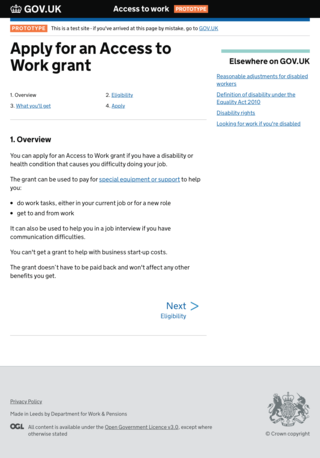 GOV.UK Access to work PROTOTYPE
PROTOTYPE This is a test site - if you've arrived at this page by mistake, go to GOV.UK
Apply for an Access to
Work grant
1. Overview
2. Eligibility
3. What you'll get
4. Apply
1. Overview
You can apply for an Access to Work grant if you have a disability or
health condition that causes you difficulty doing your job.
The grant can be used to pay for special equipment or support to help
you:
• do work tasks, either in your current job or for a new role
• get to and from work
It can also be used to help you in a job interview if you have
communication difficulties.
You can't get a grant to help with business start-up costs.
The grant doesn't have to be paid back and won't affect any other
benefits you get.
Next
Eligibility
Elsewhere on GOV.UK
Reasonable adjustments for disabled
workers
Definition of disability under the
Equality Act 2010
Disability rights
Looking for work if you're disabled
Privacy Policy
Made in Leeds by Department for Work & Pensions
OGL All content is available under the Open Government Licence v3.0, except where
otherwise stated
© Crown copyright